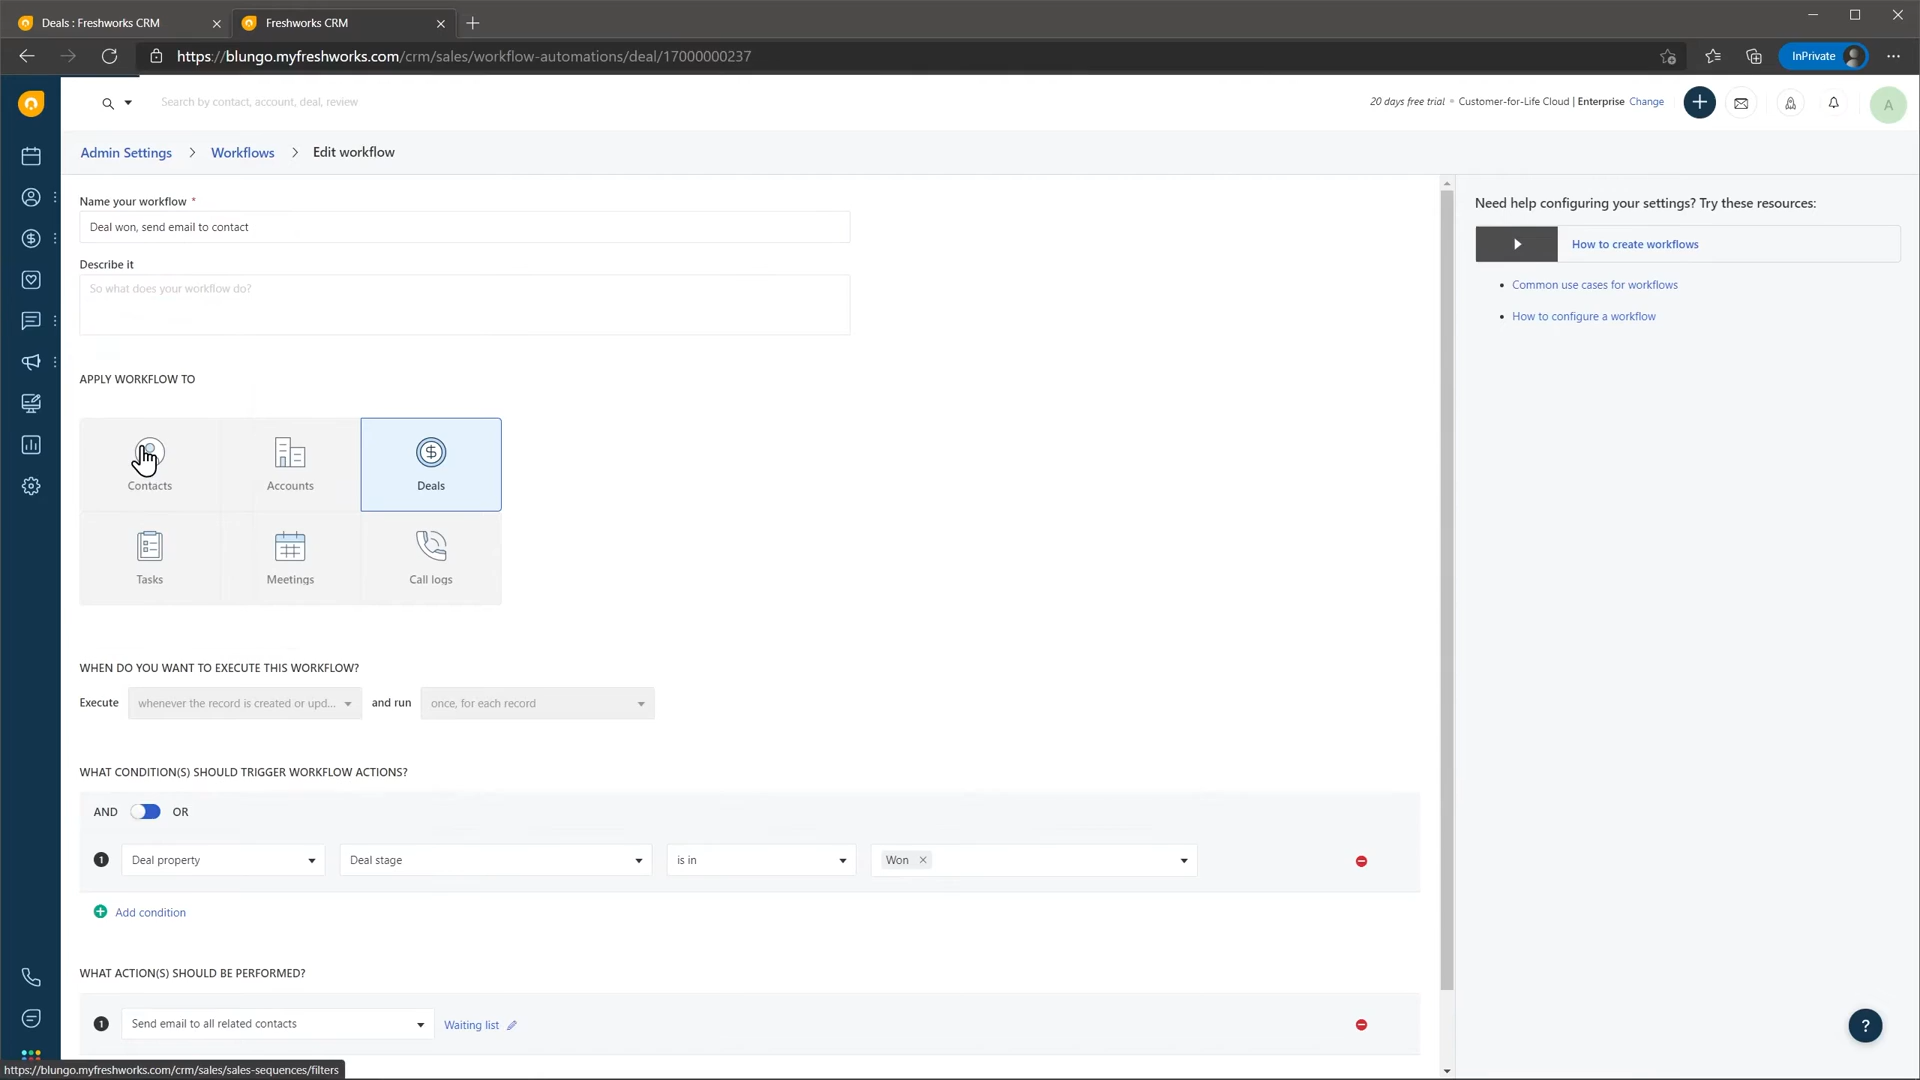 Deals : Freshworks CRM
Freshworks CRM
https://blungo.myfreshworks.com/crm/sales/workflow-automations/deal/17000000237
InPrivate
Search by contact, account, deal, review
20 days free trial • Customer-for-Life Cloud | Enterprise Change
A
Admin Settings > Workflows > Edit workflow
Name your workflow *
Deal won, send email to contact
Describe it
So what does your workflow do?
Need help configuring your settings? Try these resources:
How to create workflows
• Common use cases for workflows
• How to configure a workflow
APPLY WORKFLOW TO
Contacts Accounts Deals
Tasks Meetings Call logs
WHEN DO YOU WANT TO EXECUTE THIS WORKFLOW?
Execute whenever the record is created or upd... and run once, for each record
WHAT CONDITION(S) SHOULD TRIGGER WORKFLOW ACTIONS?
AND OR
1 Deal property Deal stage is in Won ×
Add condition
WHAT ACTION(S) SHOULD BE PERFORMED?
1 Send email to all related contacts Waiting list
?
https://blungo.myfreshworks.com/crm/sales/sales-sequences/filters